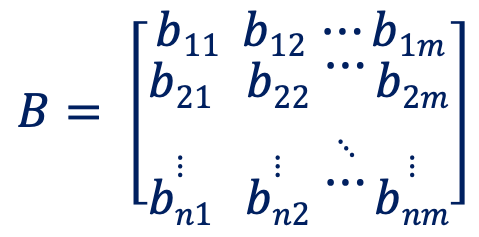 b₁₁ b₁₂ ⋯ b₁ₘ
b₂₁ b₂₂ ⋯ b₂ₘ
B =
⋮ ⋮ ⋱ ⋮
bₙ₁ bₙ₂ ⋯ bₙₘ